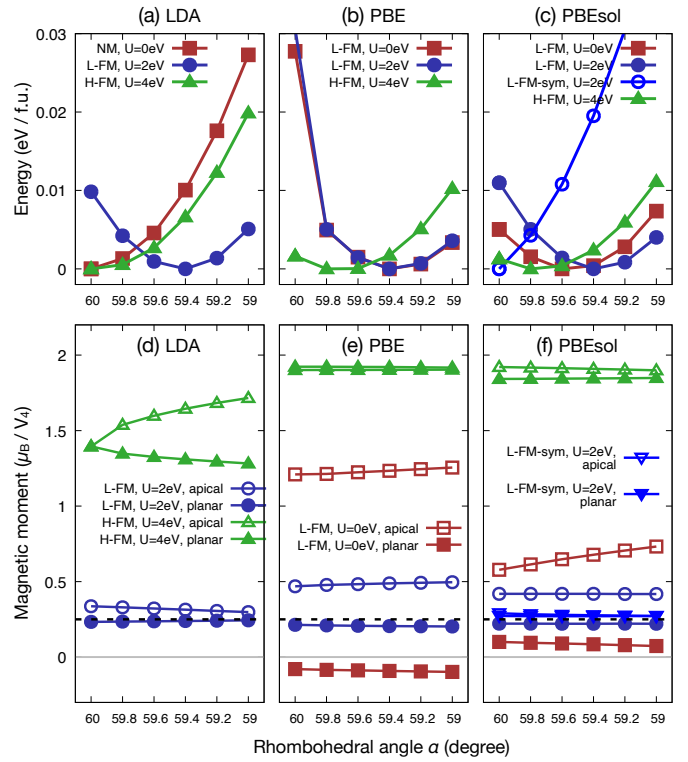 (a) LDA
(b) PBE
(c) PBEsol
Energy (eV / f.u.)
0.03
0.02
0.01
0
NM, U=0eV
L-FM, U=2eV
H-FM, U=4eV
L-FM, U=0eV
L-FM, U=2eV
H-FM, U=4eV
L-FM, U=0eV
L-FM, U=2eV
L-FM-sym, U=2eV
H-FM, U=4eV
60 59.8 59.6 59.4 59.2 59
60 59.8 59.6 59.4 59.2 59
60 59.8 59.6 59.4 59.2 59
(d) LDA
(e) PBE
(f) PBEsol
Magnetic moment (μB / V4)
2
1.5
1
0.5
0
L-FM, U=2eV, apical
L-FM, U=2eV, planar
H-FM, U=4eV, apical
H-FM, U=4eV, planar
L-FM, U=0eV, apical
L-FM, U=0eV, planar
L-FM-sym, U=2eV,
apical
L-FM-sym, U=2eV,
planar
60 59.8 59.6 59.4 59.2 59
60 59.8 59.6 59.4 59.2 59
60 59.8 59.6 59.4 59.2 59
Rhombohedral angle α (degree)